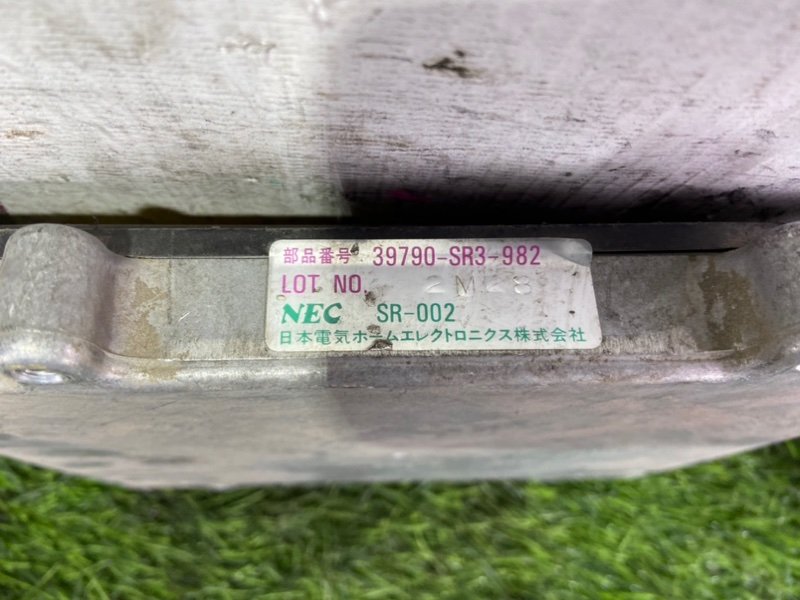 部品番号 39790-SR3-982
LOT NO. 2M28
NEC SR-002
日本電気ホームエレクトロニクス株式会社